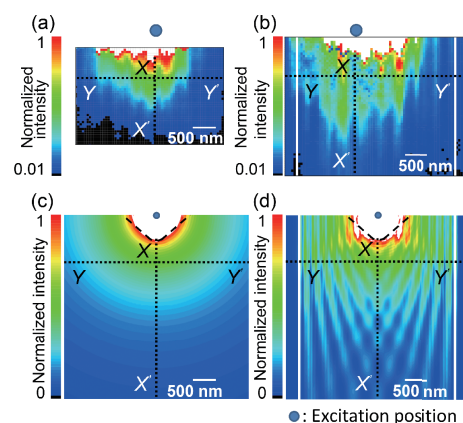 (a)
1
Normalized
intensity
0.01
X
Y
Y'
X'
500 nm
(b)
1
Normalized
intensity
0.01
X
Y
Y'
X'
500 nm
(c)
1
Normalized intensity
0
X
Y
Y'
X'
500 nm
(d)
1
Normalized intensity
0
X
Y
Y'
X'
500 nm
: Excitation position